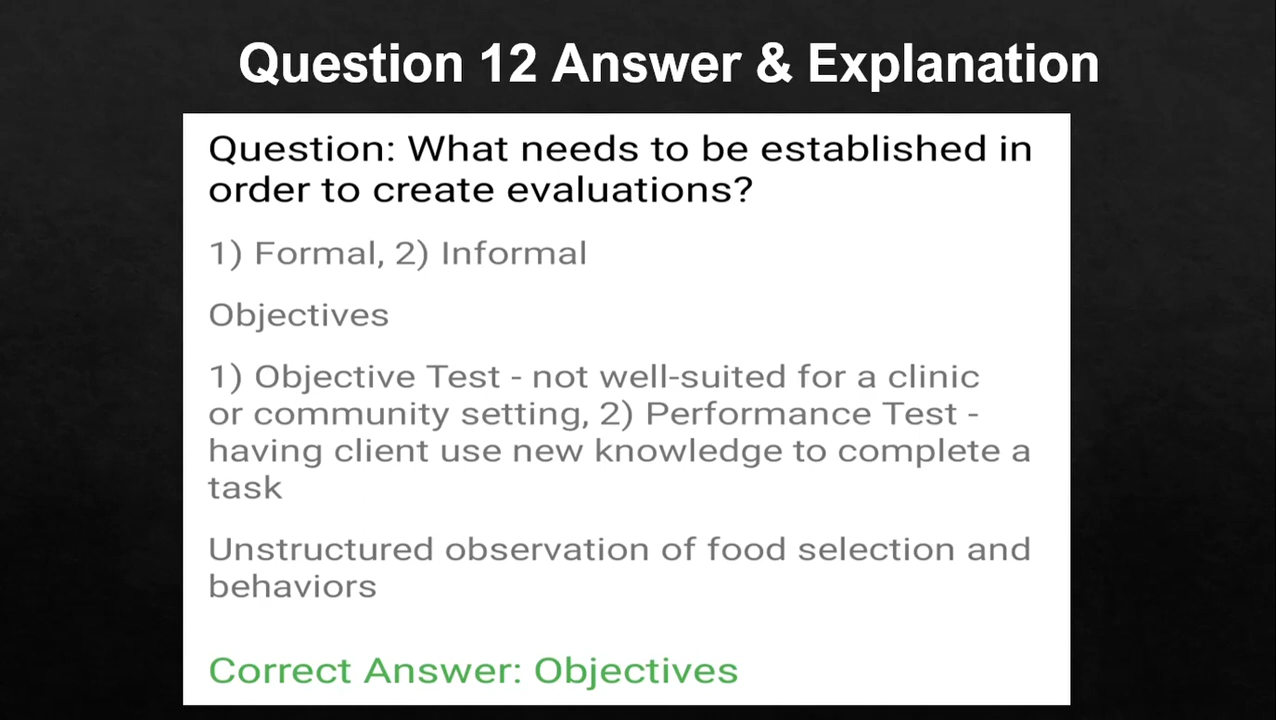 Question 12 Answer & Explanation
Question: What needs to be established in
order to create evaluations?
1) Formal, 2) Informal
Objectives
1) Objective Test - not well-suited for a clinic
or community setting, 2) Performance Test -
having client use new knowledge to complete a
task
Unstructured observation of food selection and
behaviors
Correct Answer: Objectives